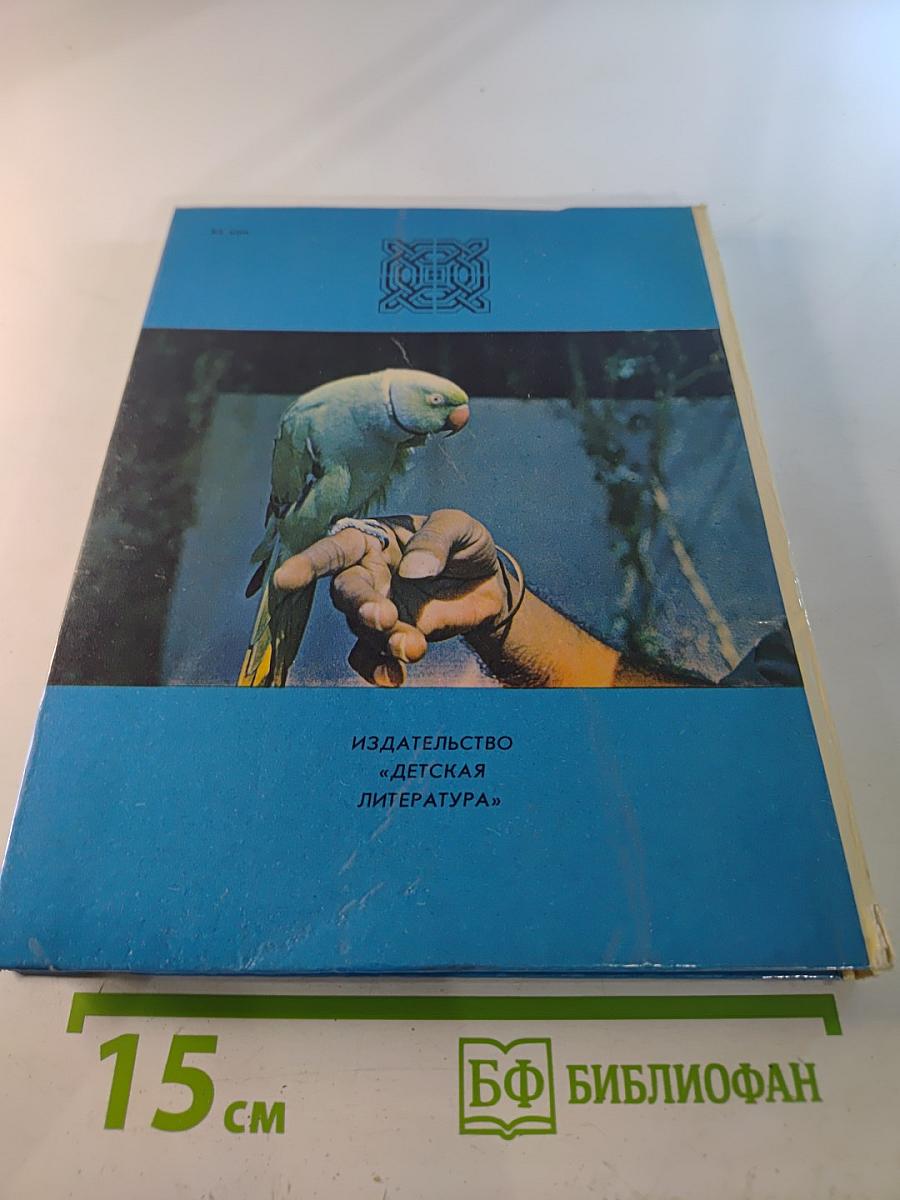 ИЗДАТЕЛЬСТВО
«ДЕТСКАЯ
ЛИТЕРАТУРА»
15 см
БФ БИБЛИОФАН